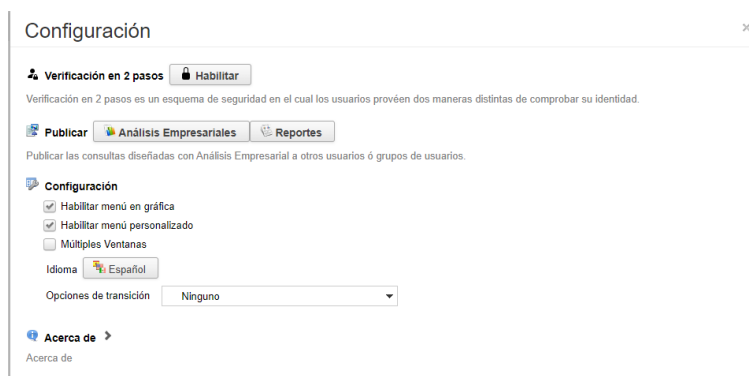 Configuración
Verificación en 2 pasos Habilitar
Verificación en 2 pasos es un esquema de seguridad en el cual los usuarios provéen dos maneras distintas de comprobar su identidad.
Publicar Análisis Empresariales Reportes
Publicar las consultas diseñadas con Análisis Empresarial a otros usuarios ó grupos de usuarios.
Configuración
Habilitar menú en gráfica
Habilitar menú personalizado
Múltiples Ventanas
Idioma Español
Opciones de transición Ninguno
Acerca de
Acerca de